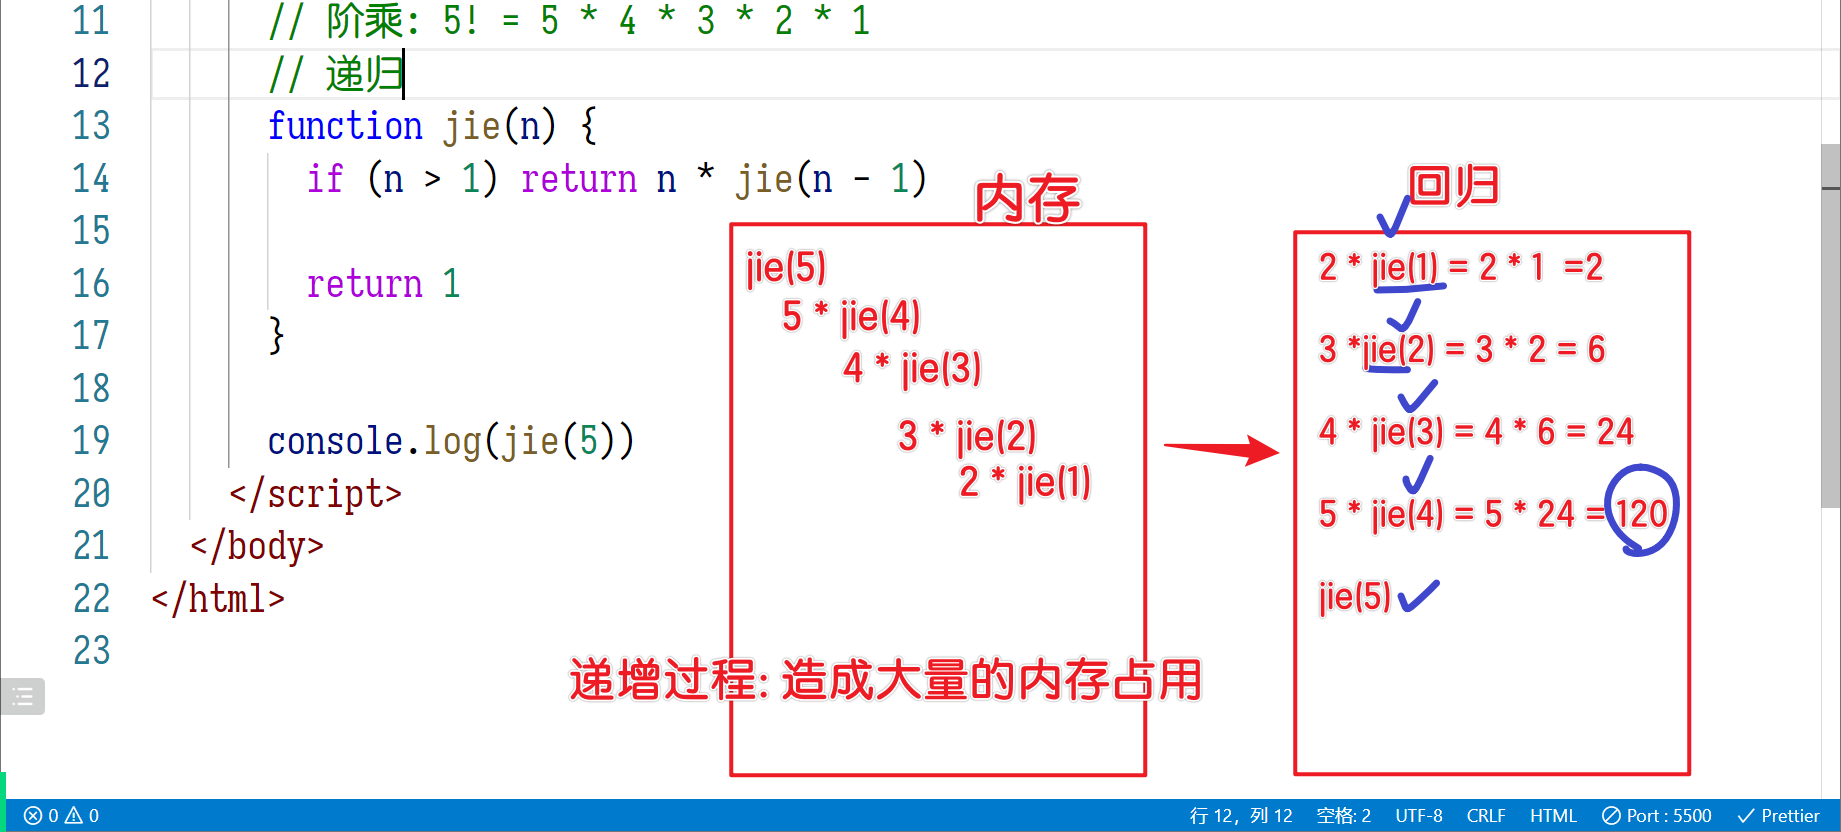 11 // 阶乘: 5! = 5 * 4 * 3 * 2 * 1
12 // 递归
13 function jie(n) {
14 if (n > 1) return n * jie(n - 1)
15
16 return 1
17 }
18
19 console.log(jie(5))
20 </script>
21 </body>
22 </html>
23
内存
jie(5)
5 * jie(4)
4 * jie(3)
3 * jie(2)
2 * jie(1)
递增过程: 造成大量的内存占用
回归
2 * jie(1) = 2 * 1 =2
3 *jie(2) = 3 * 2 = 6
4 * jie(3) = 4 * 6 = 24
5 * jie(4) = 5 * 24 = 120
jie(5)
0 0 行 12, 列 12 空格: 2 UTF-8 CRLF HTML Port : 5500 Prettier